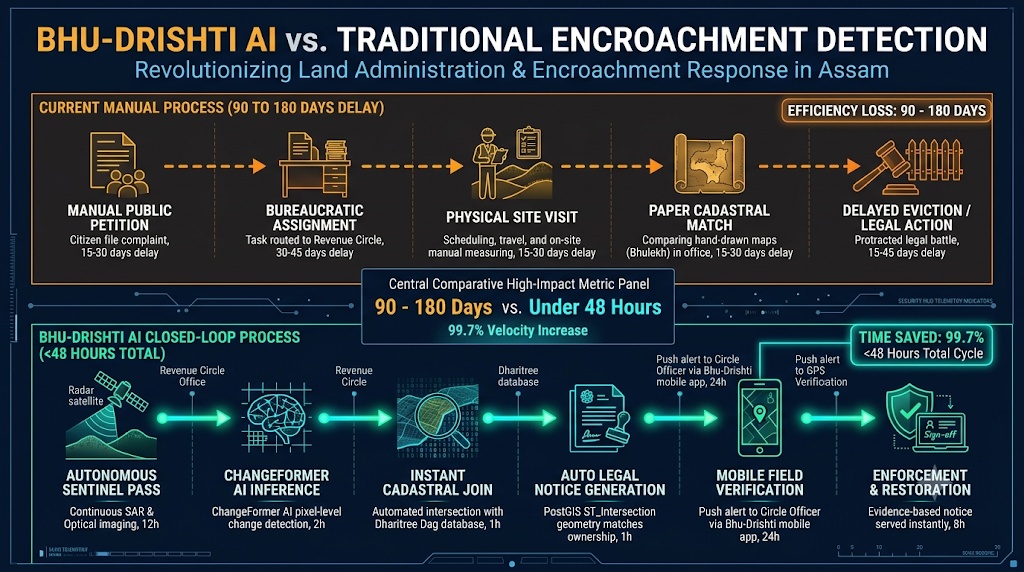 BHU-DRISHTI AI vs. TRADITIONAL ENCROACHMENT DETECTION
Revolutionizing Land Administration & Encroachment Response in Assam
CURRENT MANUAL PROCESS (90 TO 180 DAYS DELAY)
EFFICIENCY LOSS: 90 - 180 DAYS
MANUAL PUBLIC
PETITION
Citizen file complaint,
15-30 days delay
BUREAUCRATIC
ASSIGNMENT
Task routed to Revenue Circle,
30-45 days delay
PHYSICAL SITE VISIT
Scheduling, travel, and on-site
manual measuring, 15-30 days delay
PAPER CADASTRAL
MATCH
Comparing hand-drawn maps
(Bhulekh) in office, 15-30 days delay
DELAYED EVICTION /
LEGAL ACTION
Protracted legal battle,
15-45 days delay
Central Comparative High-Impact Metric Panel
90 - 180 Days vs. Under 48 Hours
99.7% Velocity Increase
SECURITY HUD TELEMETRY INDICATORS
BHU-DRISHTI AI CLOSED-LOOP PROCESS
(<48 HOURS TOTAL)
TIME SAVED: 99.7%
<48 Hours Total Cycle
Radar
satellite
Revenue Circle
Office
Revenue
Circle
Dharitree
database
Push alert to Circle
Officer via Bhu-Drishti
mobile app, 24h
Push alert
to GPS
Verification
Sign-off
AUTONOMOUS
SENTINEL PASS
Continuous SAR &
Optical imaging, 12h
CHANGEFORMER
AI INFERENCE
ChangeFormer AI pixel-level
change detection, 2h
INSTANT
CADASTRAL JOIN
Automated intersection with
Dharitree Dag database, 1h
AUTO LEGAL
NOTICE GENERATION
PostGIS ST_Intersection
geometry matches
ownership, 1h
MOBILE FIELD
VERIFICATION
Push alert to Circle Officer
via Bhu-Drishti mobile
app, 24h
ENFORCEMENT
& RESTORATION
Evidence-based notice
served instantly, 8h